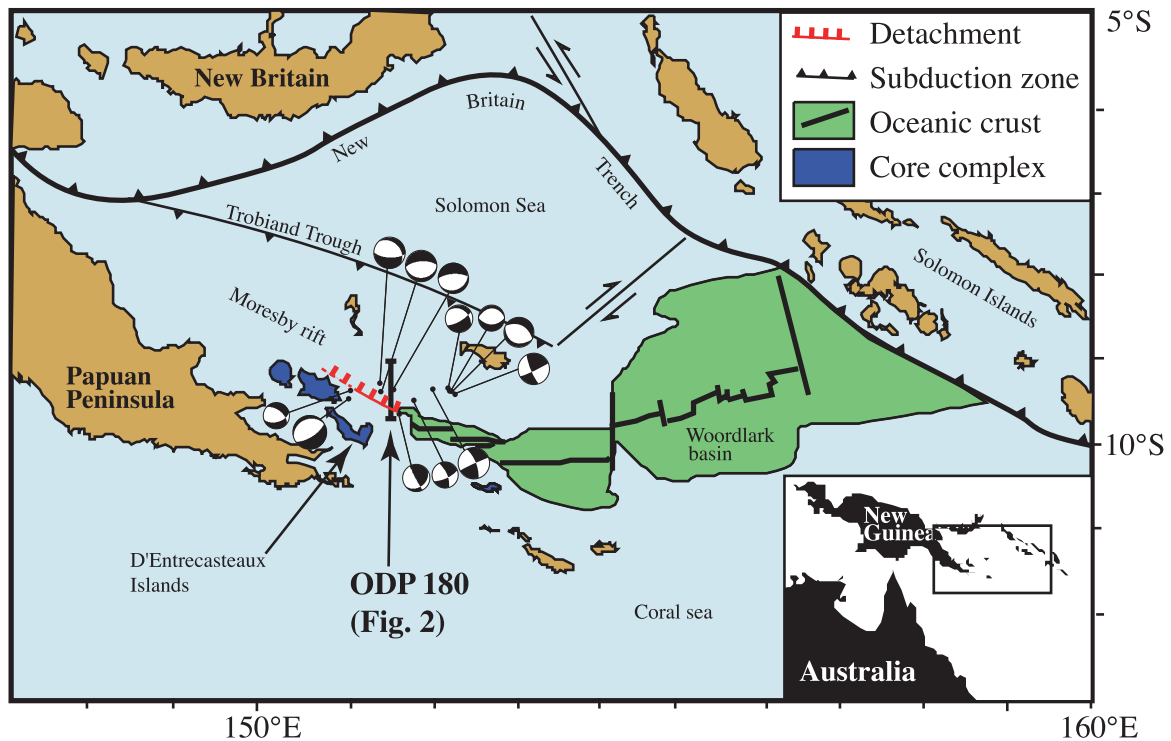 5°S
Detachment
Subduction zone
Oceanic crust
Core complex
New Britain
New
Britain
Trench
Trobiand Trough
Solomon Sea
Solomon Islands
Moresby rift
Papuan
Peninsula
Woordlark
basin
10°S
D'Entrecasteaux
Islands
ODP 180
(Fig. 2)
Coral sea
New
Guinea
Australia
150°E
160°E